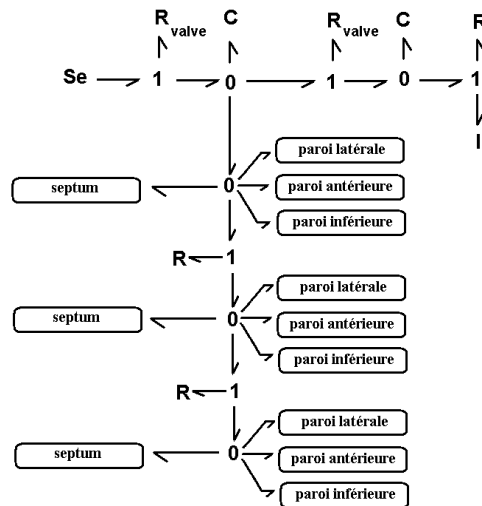 R valve C R valve C R
Se 1 0 1 0 1
I
paroi latérale
septum 0 paroi antérieure
paroi inférieure
R 1
paroi latérale
septum 0 paroi antérieure
paroi inférieure
R 1
paroi latérale
septum 0 paroi antérieure
paroi inférieure